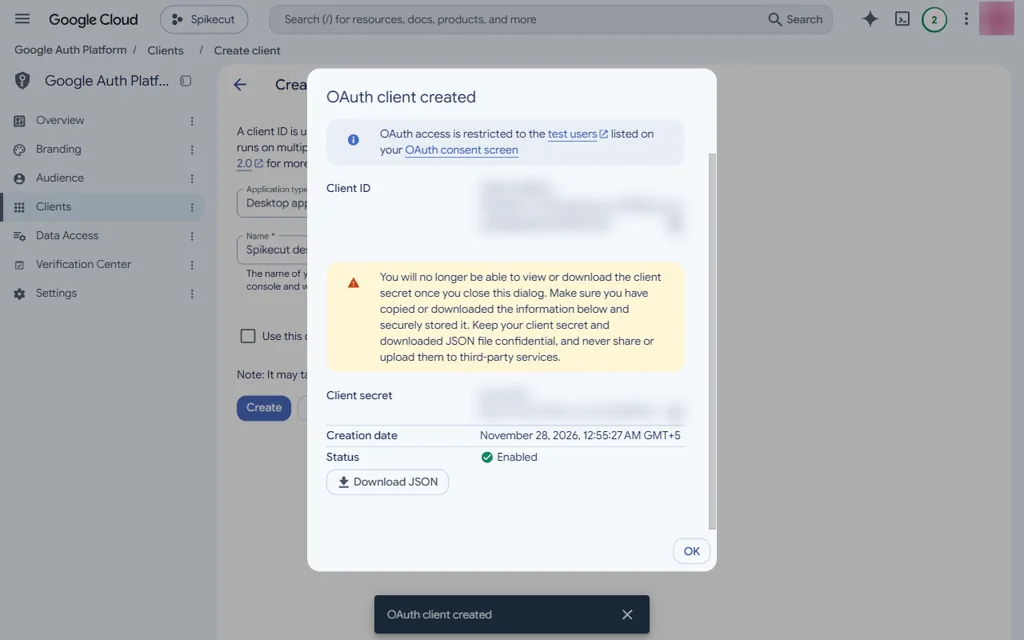 Google Cloud
Spikecut
Search (/) for resources, docs, products, and more
Search
2
Google Auth Platform / Clients / Create client
Google Auth Platf...
Overview
Branding
Audience
Clients
Data Access
Verification Center
Settings
Crea
A client ID is u
runs on multip
2.0 for more
Application type
Desktop app
Name *
Spikecut des
The name of y
console and w
Use this
Note: It may ta
Create
OAuth client created
OAuth access is restricted to the test users listed on
your OAuth consent screen
Client ID
You will no longer be able to view or download the client
secret once you close this dialog. Make sure you have
copied or downloaded the information below and
securely stored it. Keep your client secret and
downloaded JSON file confidential, and never share or
upload them to third-party services.
Client secret
Creation date
November 28, 2026, 12:55:27 AM GMT+5
Status
Enabled
Download JSON
OK
OAuth client created